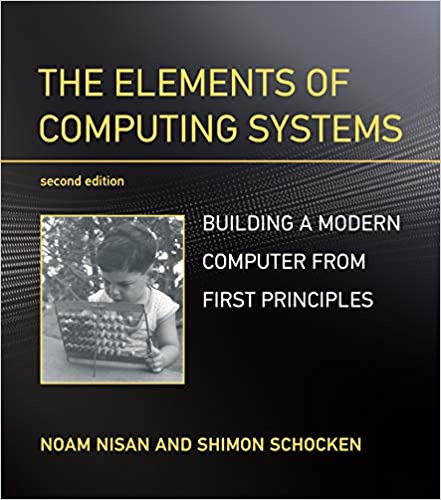 THE ELEMENTS OF
COMPUTING SYSTEMS
second edition
BUILDING A MODERN
COMPUTER FROM
FIRST PRINCIPLES
NOAM NISAN AND SHIMON SCHOCKEN